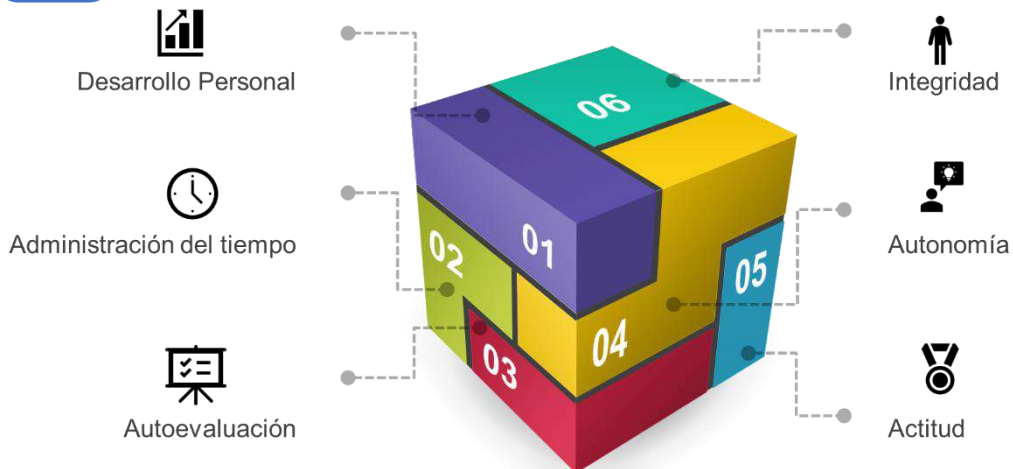 Desarrollo Personal
Administración del tiempo
Autoevaluación
01
02
03
04
05
06
Integridad
Autonomía
Actitud